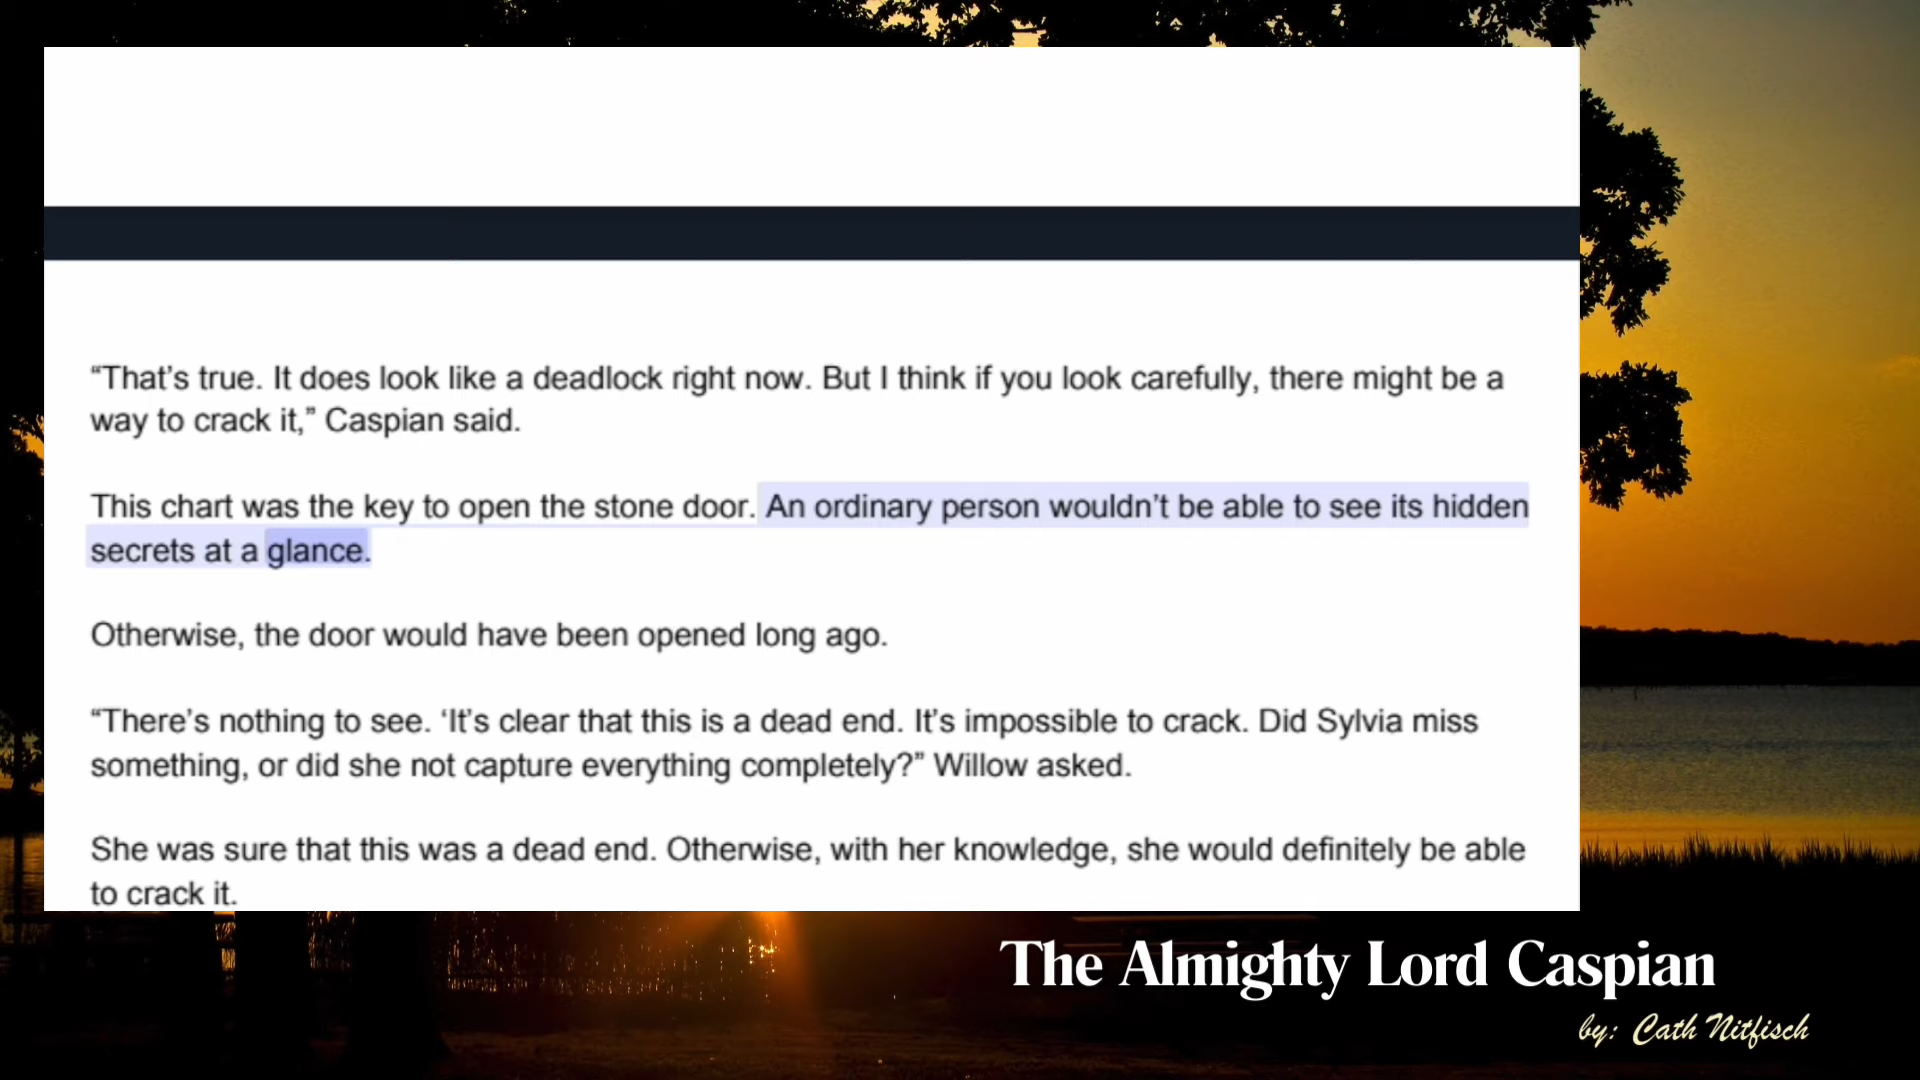 “That’s true. It does look like a deadlock right now. But I think if you look carefully, there might be a
way to crack it,” Caspian said.
This chart was the key to open the stone door. An ordinary person wouldn’t be able to see its hidden
secrets at a glance.
Otherwise, the door would have been opened long ago.
“There’s nothing to see. ‘It’s clear that this is a dead end. It’s impossible to crack. Did Sylvia miss
something, or did she not capture everything completely?” Willow asked.
She was sure that this was a dead end. Otherwise, with her knowledge, she would definitely be able
to crack it.
The Almighty Lord Caspian
by: Cath Nitfisch